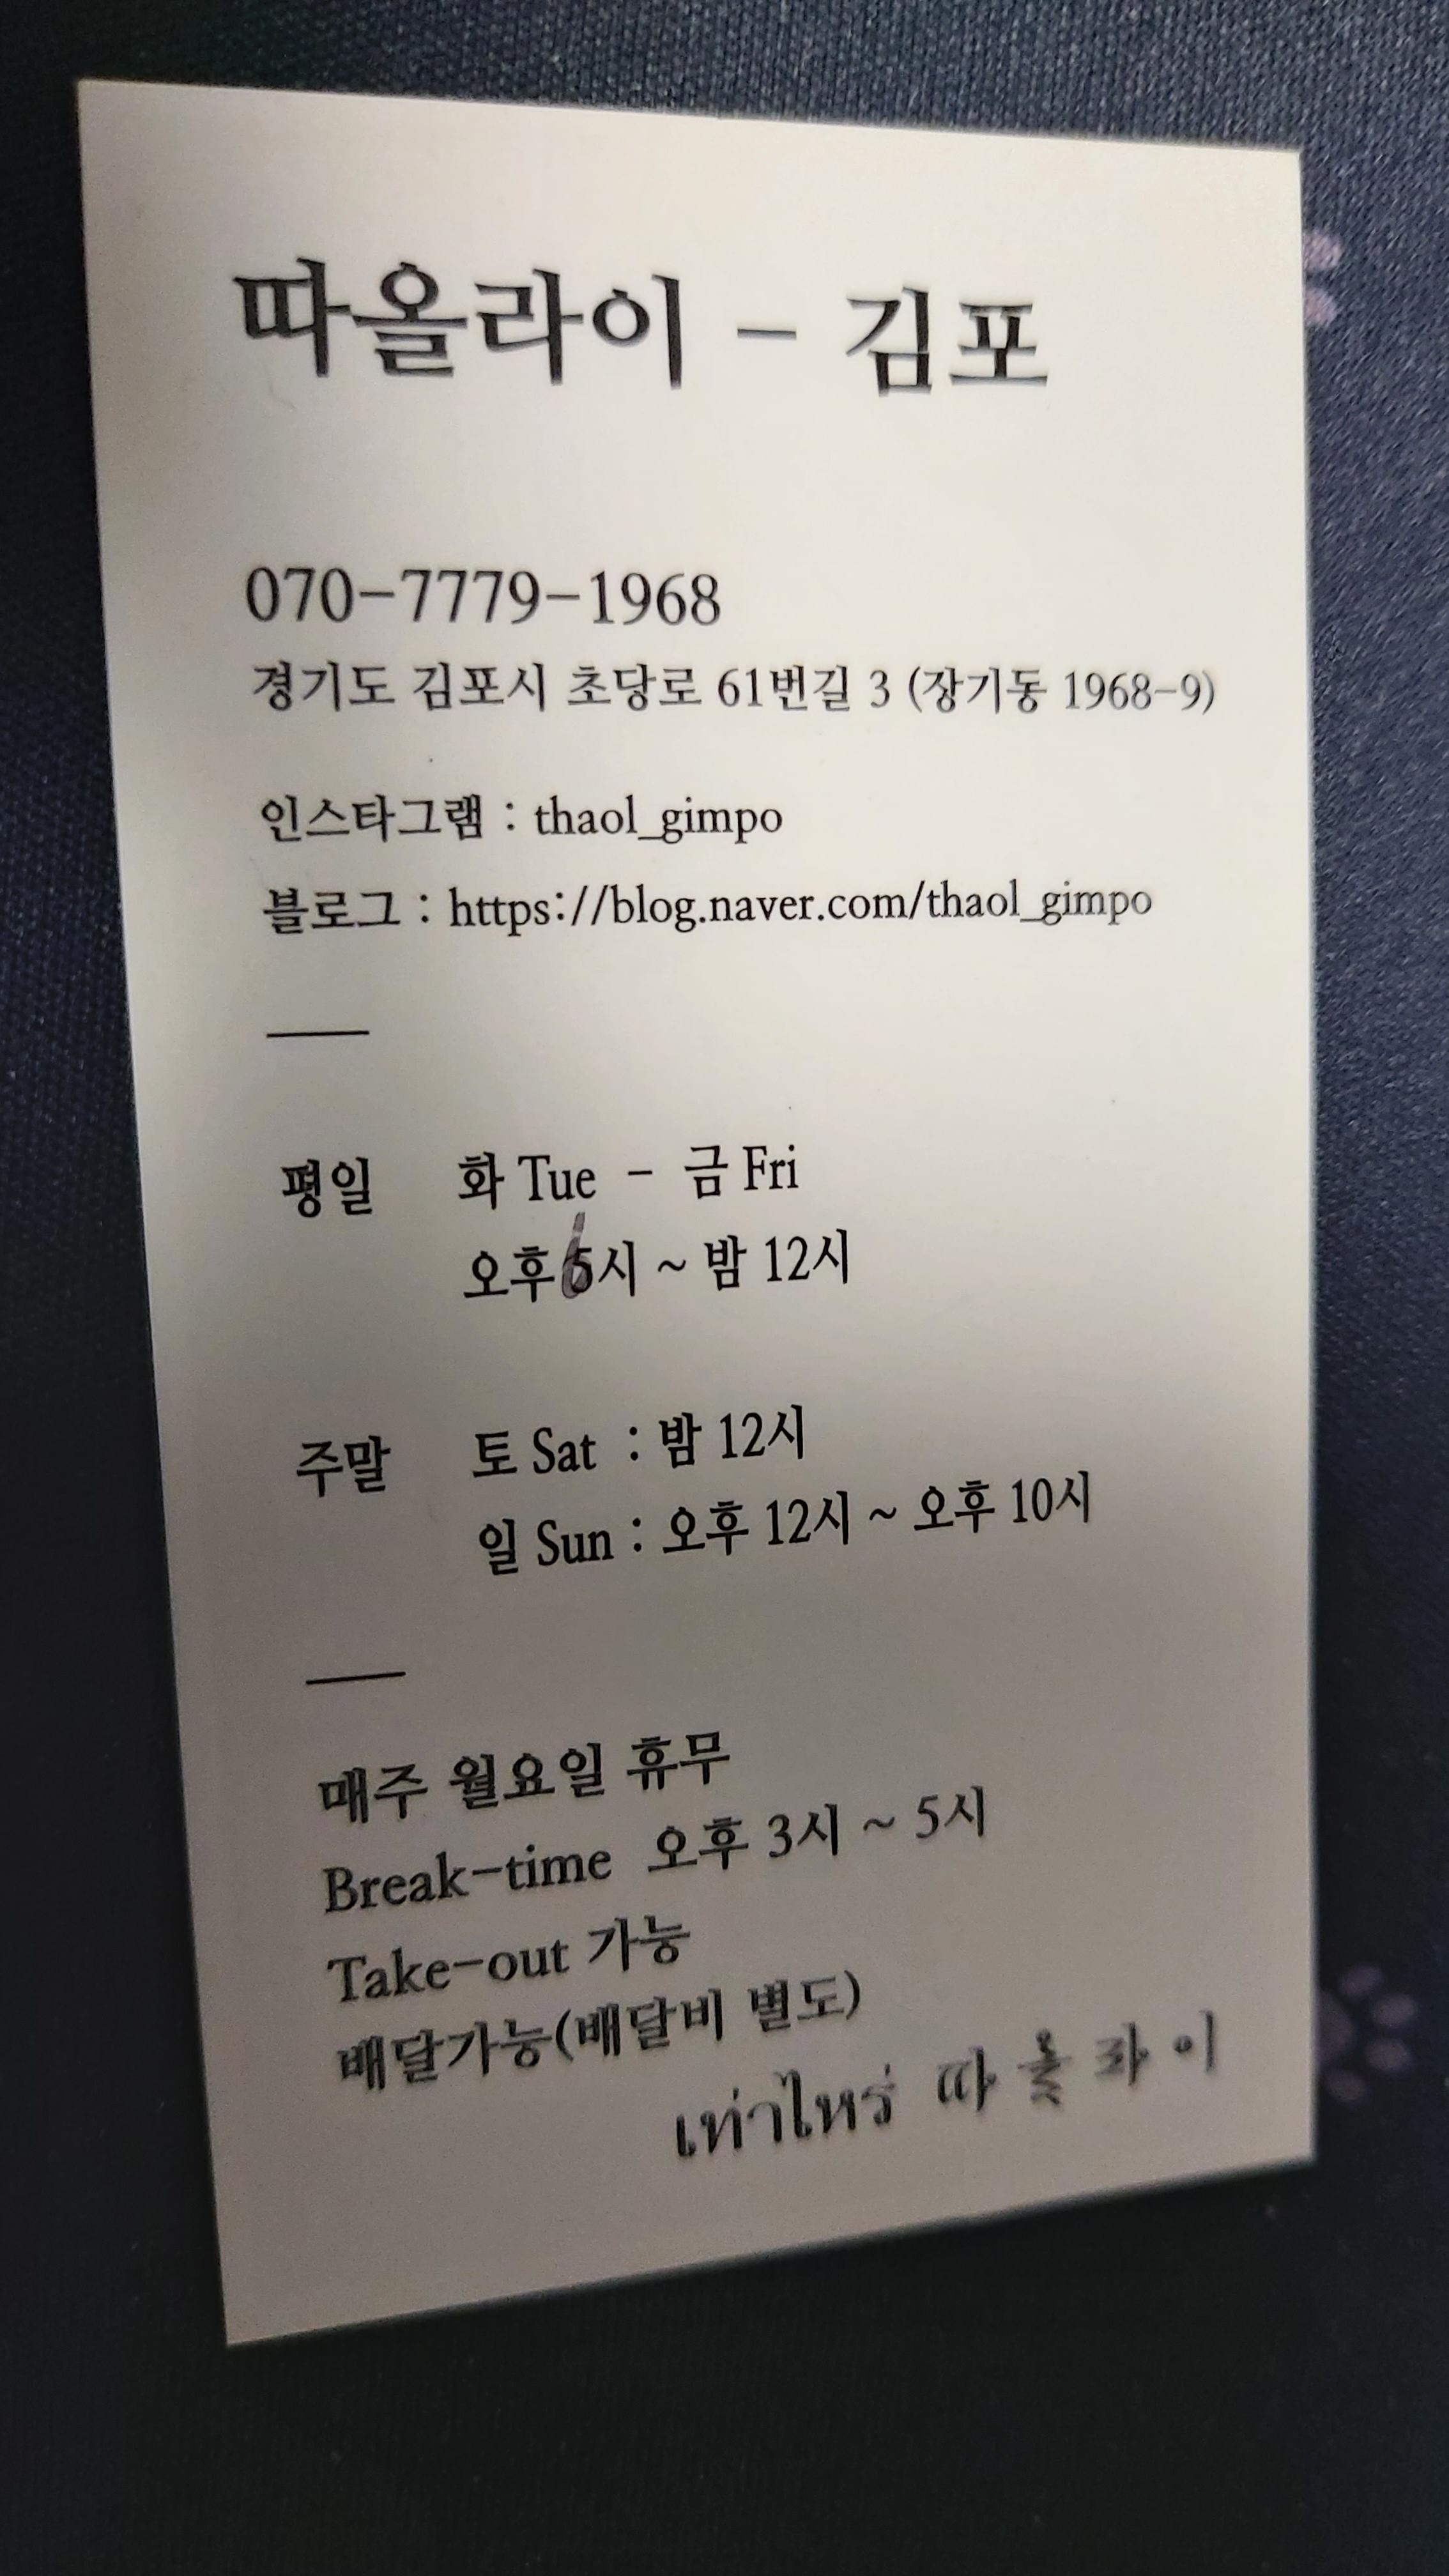 따올라이 - 김포
070-7779-1968
경기도 김포시 초당로 61번길 3 (장기동 1968-9)
인스타그램 : thaol_gimpo
블로그 : https://blog.naver.com/thaol_gimpo
평일 화 Tue - 금 Fri
오후 6시 ~ 밤 12시
주말 토 Sat : 밤 12시
일 Sun : 오후 12시 ~ 오후 10시
매주 월요일 휴무
Break-time 오후 3시 ~ 5시
Take-out 가능
배달가능(배달비 별도)
เท่าไหร่ 따올라이